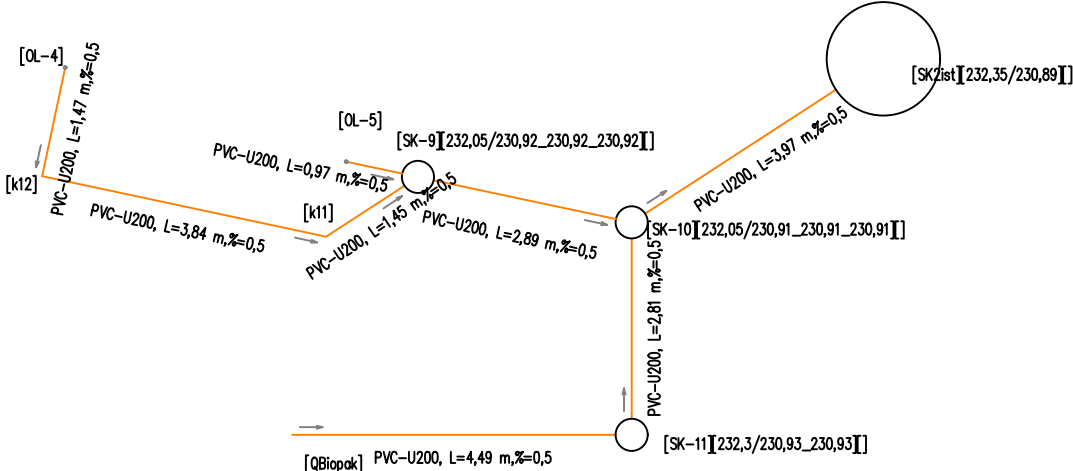 [OL-4]
PVC-U200, L=1,47 m,%=0,5
[k12]
PVC-U200, L=3,84 m,%=0,5
[k11]
PVC-U200, L=1,45 m,%=0,5
[OL-5]
PVC-U200, L=0,97 m,%=0,5
[SK-9][232,05/230,92_230,92_230,92][]
PVC-U200, L=2,89 m,%=0,5
[SK2ist][232,35/230,89][]
PVC-U200, L=3,97 m,%=0,5
[SK-10][232,05/230,91_230,91_230,91][]
PVC-U200, L=2,81 m,%=0,5
[SK-11][232,3/230,93_230,93][]
[QBiopak]
PVC-U200, L=4,49 m,%=0,5